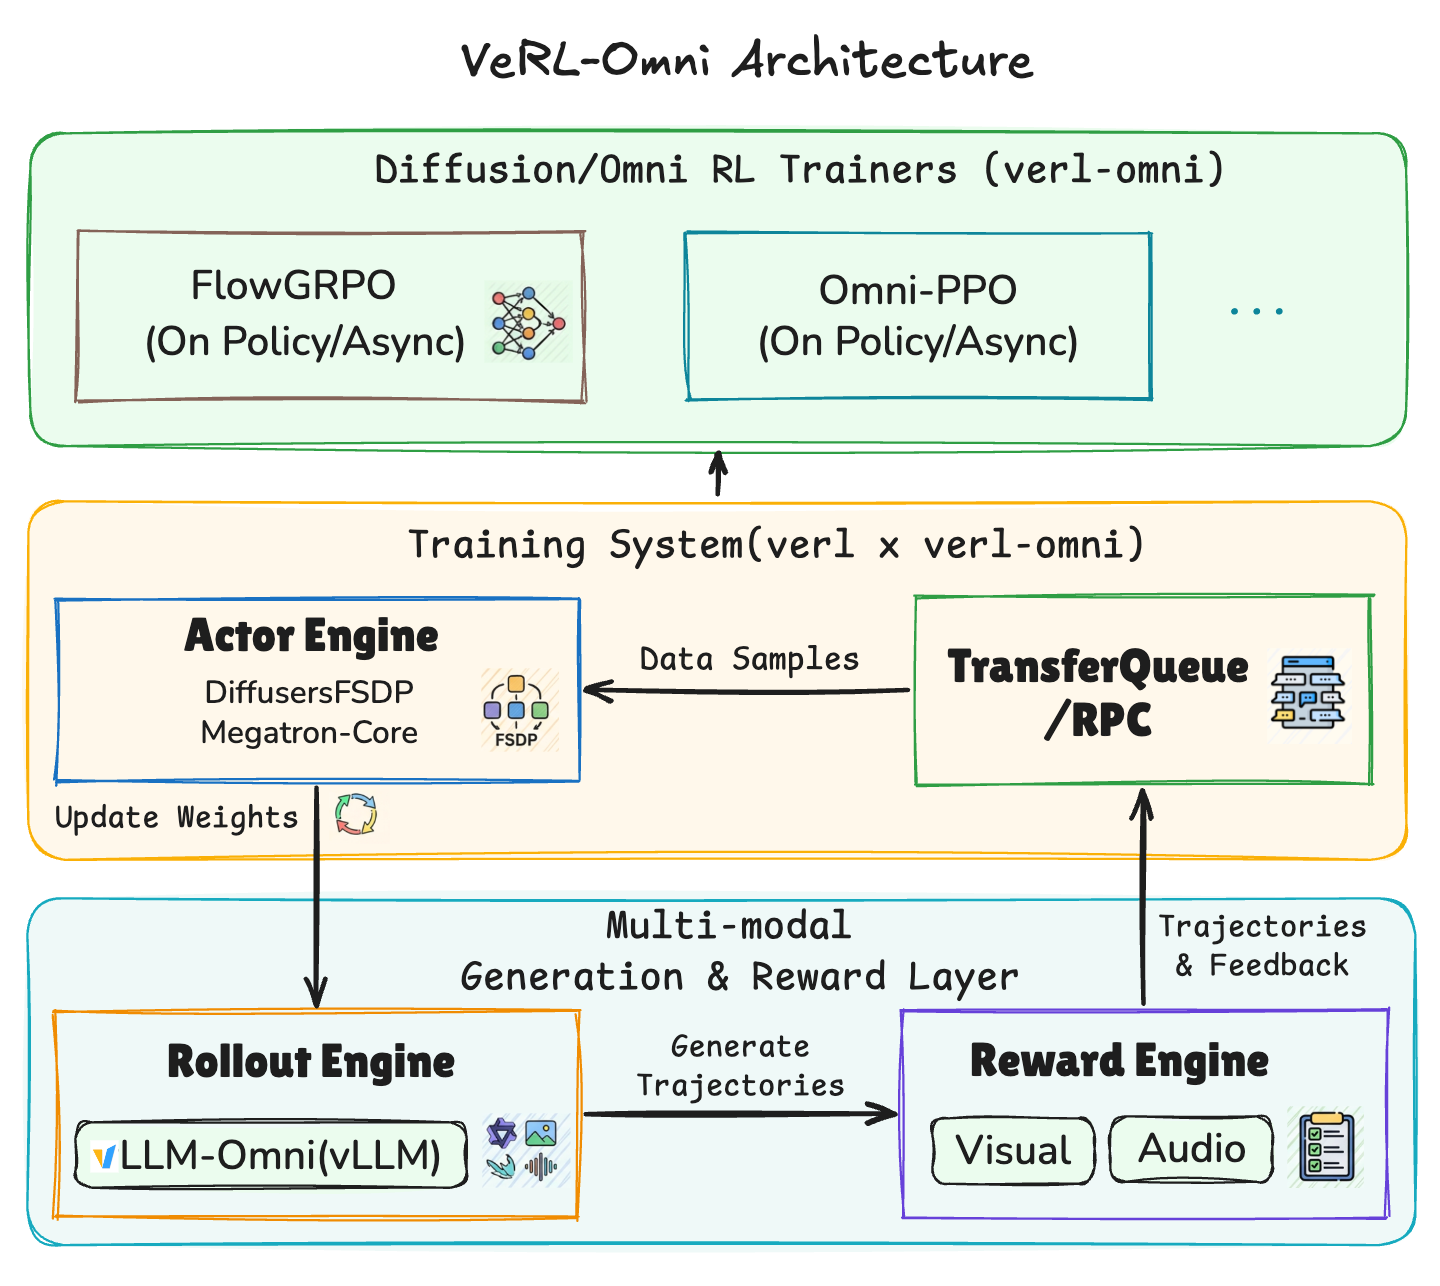 VeRL-Omni Architecture
Diffusion/Omni RL Trainers (verl-omni)
FlowGRPO
(On Policy/Async)
Omni-PPO
(On Policy/Async)
...
Training System(verl x verl-omni)
Actor Engine
DiffusersFSDP
Megatron-Core
FSDP
Data Samples
TransferQueue
/RPC
Update Weights
Multi-modal
Generation & Reward Layer
Trajectories
& Feedback
Rollout Engine
vLLM-Omni(vLLM)
Generate
Trajectories
Reward Engine
Visual
Audio